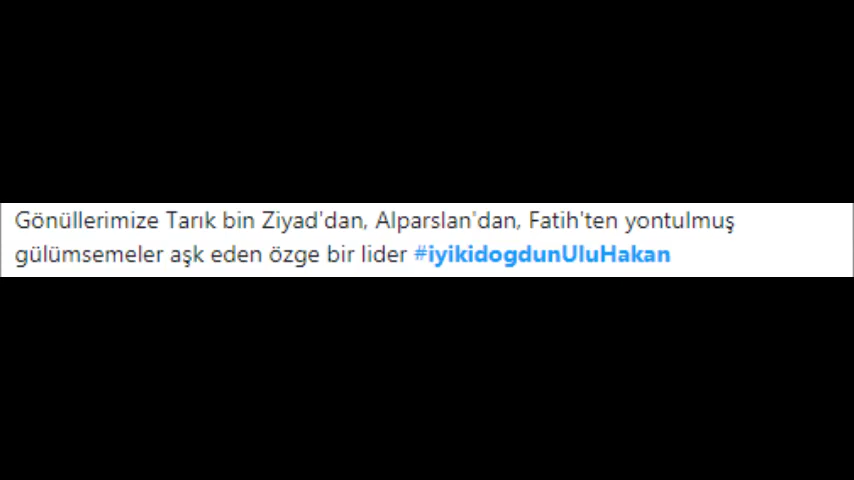 Gönüllerimize Tarık bin Ziyad'dan, Alparslan'dan, Fatih'ten yontulmuş
gülümsemeler aşk eden özge bir lider #iyikidogdunUluHakan